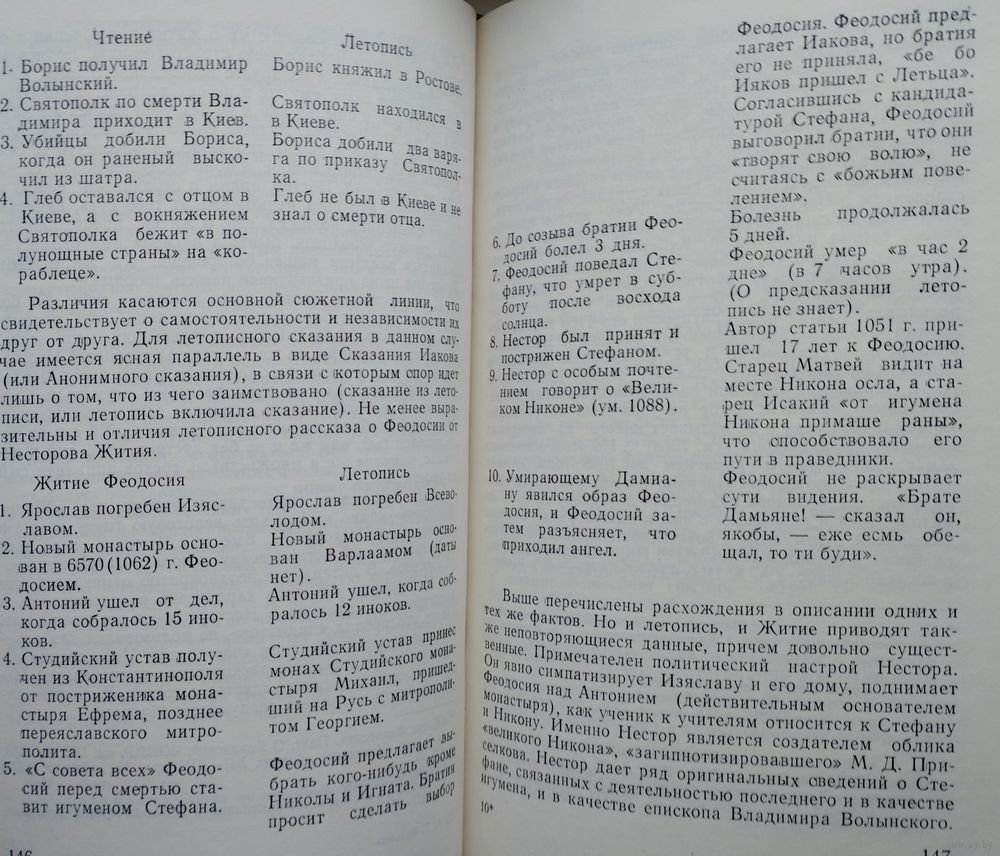 Чтение
1. Борис получил Владимир
Волынский.
2. Святополк по смерти Вла-
димира приходит в Киев.
3. Убийцы добили Бориса,
когда он раненый выско-
чил из шатра.
4. Глеб оставался с отцом в
Киеве, а с вокняжением
Святополка бежит «в по-
лунощные страны» на «ко-
раблеце».
Летопись
Борис княжил в Ростове.
Святополк находился в
в Киеве.
Бориса добили два варя-
га по приказу Святопол-
ка.
Глеб не был в Киеве и не
знал о смерти отца.
Различия касаются основной сюжетной линии, что
свидетельствует о самостоятельности и независимости их
друг от друга. Для летописного сказания в данном слу-
чае имеется ясная параллель в виде Сказания Иакова
(или Анонимного сказания), в связи с которым спор идет
лишь о том, что из чего заимствовано (сказание из лето-
писи, или летопись включила сказание). Не менее выра-
зительны и отличия летописного рассказа о Феодосии от
Несторова Жития.
Житие Феодосия
1. Ярослав погребен Изяс-
лавом.
2. Новый монастырь осно-
ван в 6570(1062) г. Фео-
досием.
3. Антоний ушел от дел,
когда собралось 15 ино-
ков.
4. Студийский устав полу-
чен из Константинополя
от постриженика мона-
стыря Ефрема, позднее
переяславского митро-
полита.
5. «С совета всех» Феодо-
сий перед смертью ста-
вит игуменом Стефана.
Летопись
Ярослав погребен Всево-
лодом.
Новый монастырь осно-
ван Варлаамом (даты
нет).
Антоний ушел, когда соб-
ралось 12 иноков.
Студийский устав принес
монах Студийского мона-
стыря Михаил, пришед-
ший на Русь с митрополи-
том Георгием.
Феодосий предлагает вы-
брать кого-нибудь кроме
Николы и Игната. Братия
просит сделать выбор
146
6. До созыва братии Фео-
досий болел 3 дня.
7. Феодосий поведал Сте-
фану, что умрет в суб-
боту после восхода
солнца.
8. Нестор был принят и
пострижен Стефаном.
9. Нестор с особым почте-
нием говорит о «Вели-
ком Никоне» (ум. 1088).
10. Умирающему Дамиа-
ну явился образ Фео-
досия, и Феодосий за-
тем разъясняет, что
приходил ангел.
Феодосия. Феодосий пред-
лагает Иакова, но братия
его не приняла, «бе бо
Ияков пришел с Летьца».
Согласившись с кандида-
турой Стефана, Феодосий
выговорил братии, что они
«творят свою волю», не
считаясь с «божьим пове-
лением».
Болезнь продолжалась
5 дней.
Феодосий умер «в час 2
дне» (в 7 часов утра).
(О предсказании лето-
пись не знает).
Автор статьи 1051 г. при-
шел 17 лет к Феодосию.
Старец Матвей видит на
месте Никона осла, а ста-
рец Исакий «от игумена
Никона примаше раны»,
что способствовало его
пути в праведники.
Феодосий не раскрывает
сути видения. «Брате
Дамьяне! — сказал он,
якобы, — еже есмь обе-
щал, то ти буди».
Выше перечислены расхождения в описании одних и
тех же фактов. Но и летопись, и Житие приводят так-
же неповторяющиеся данные, причем довольно сущест-
венные. Примечателен политический настрой Нестора.
Он явно симпатизирует Изяславу и его дому, поднимает
Феодосия над Антонием (действительным основателем
монастыря), как ученик к учителям относится к Стефану
и Никону. Именно Нестор является создателем облика
«великого Никона», «загипнотизировавшего» М. Д. При-
селкова. Нестор дает ряд оригинальных сведений о Сте-
фане, связанных с деятельностью последнего и в качестве
игумена, и в качестве епископа Владимира Волынского.
10*
147